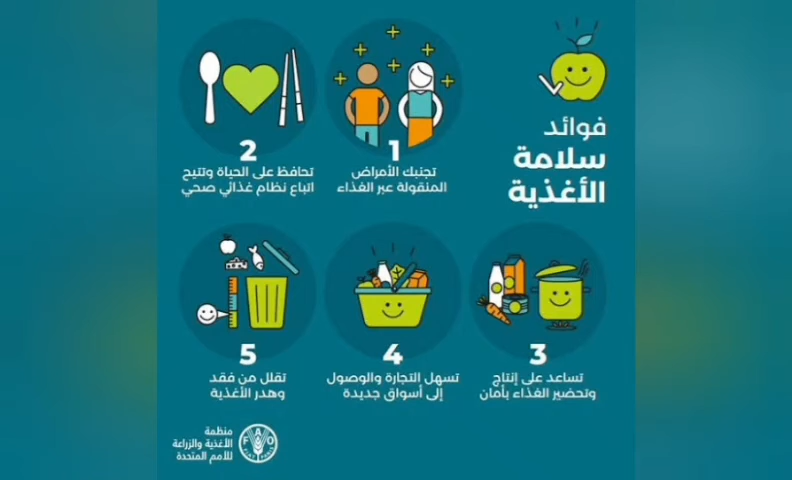 فوائد
سلامة
الأغذية
1
تجنبك الأمراض
المنقولة عبر الغذاء
2
تحافظ على الحياة وتتيح
اتباع نظام غذائي صحي
3
تساعد على إنتاج
وتحضير الغذاء بأمان
4
تسهل التجارة والوصول
إلى أسواق جديدة
5
تقلل من فقد
وهدر الأغذية
منظمة
الأغذية والزراعة
للأمم المتحدة
F A O